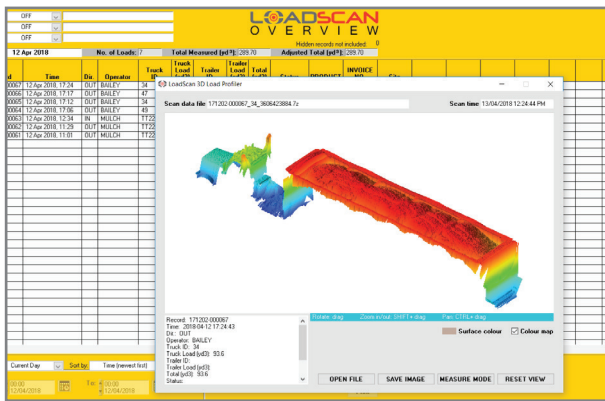 LOADSCAN
OVERVIEW
OFF
OFF
OFF
Hidden records not included: 0
12 Apr 2018 No. of Loads: 7 Total Measured (yd³): 289.70 Adjusted Total (yd³): 289.70
Time Dir. Operator Truck Truck Load Trailer Trailer Load Total INVOICE
00067 12 Apr 2018, 17:24 OUT BAILEY 34
00066 12 Apr 2018, 17:17 OUT BAILEY 47
00065 12 Apr 2018, 17:12 OUT BAILEY 34
00064 12 Apr 2018, 17:06 OUT BAILEY 49
00063 12 Apr 2018, 12:34 IN MULCH TT22
00062 12 Apr 2018, 11:29 OUT MULCH TT22
00061 12 Apr 2018, 11:01 OUT MULCH TT22
LoadScan 3D Load Profiler
Scan data file 171202-000067_34_3606423884.7z Scan time 13/04/2018 12:24:44 PM
Rotate: drag Zoom in/out: SHIFT+ drag Pan: CTRL+ drag
Record: 171202-000067
Time: 2018-04-12 17:24:43
Dir.: OUT
Operator: BAILEY
Truck ID: 34
Truck Load (yd3): 93.6
Trailer ID:
Trailer Load (yd3):
Total (yd3): 93.6
Status:
Surface colour Colour map
OPEN FILE SAVE IMAGE MEASURE MODE RESET VIEW
Current Day Sort by: Time (newest first)
00:00 To: 00:00
12/04/2018 12/04/2018